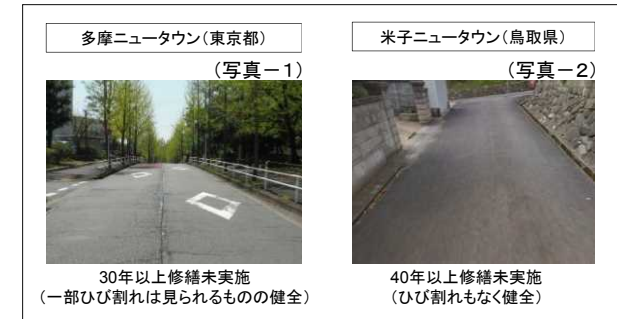 多摩ニュータウン(東京都)
(写真－1)
30年以上修繕未実施
(一部ひび割れは見られるものの健全)
米子ニュータウン(鳥取県)
(写真－2)
40年以上修繕未実施
(ひび割れもなく健全)